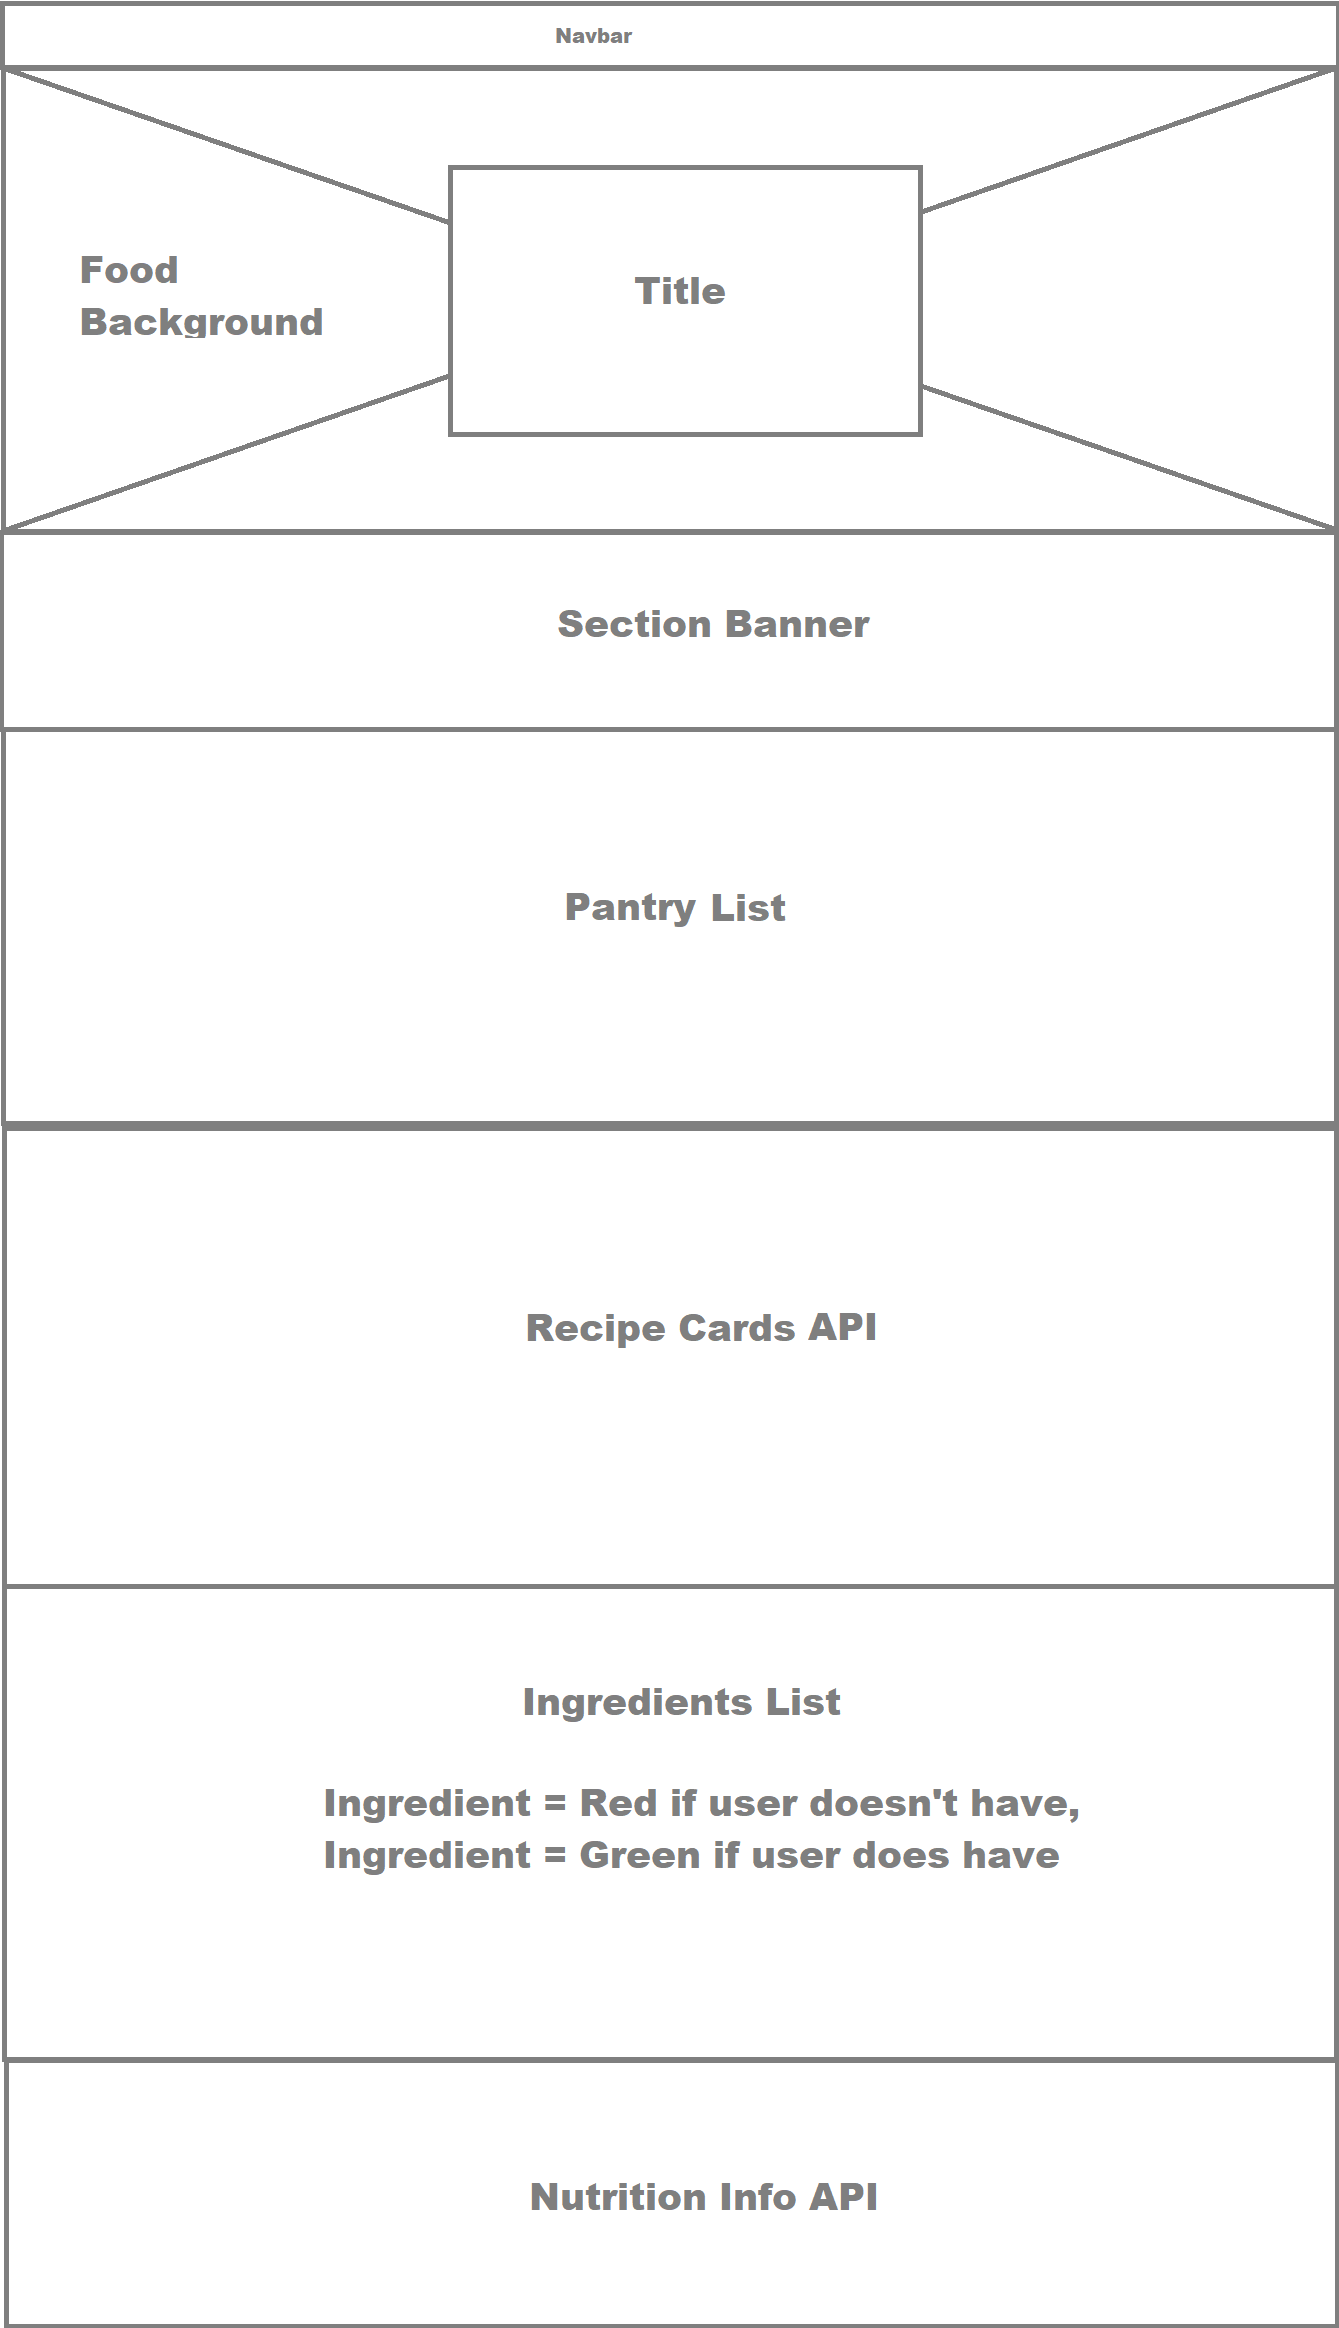 Navbar
Food
Background
Title
Section Banner
Pantry List
Recipe Cards API
Ingredients List
Ingredient = Red if user doesn't have,
Ingredient = Green if user does have
Nutrition Info API